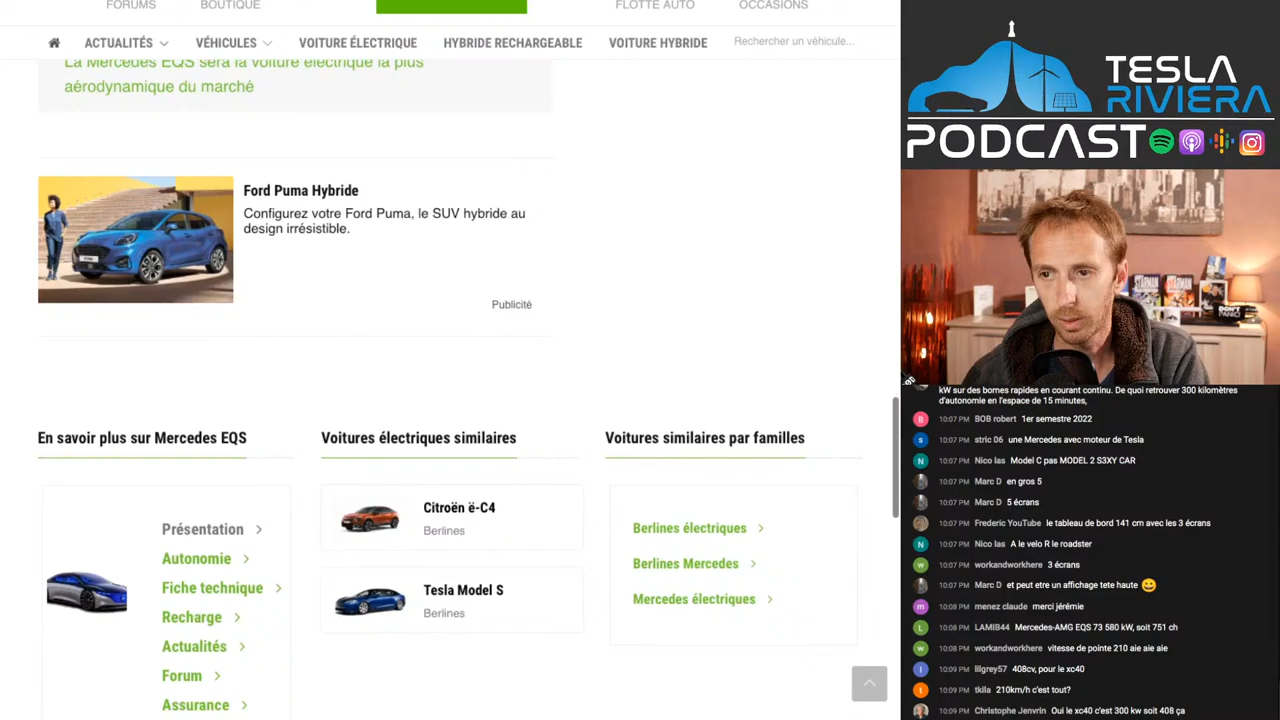 FORUMS
BOUTIQUE
FLOTTE AUTO
OCCASIONS
ACTUALITÉS
VÉHICULES
VOITURE ÉLECTRIQUE
HYBRIDE RECHARGEABLE
VOITURE HYBRIDE
Rechercher un véhicule...
La Mercedes EQS sera la voiture électrique la plus
aérodynamique du marché
Ford Puma Hybride
Configurez votre Ford Puma, le SUV hybride au
design irrésistible.
Publicité
En savoir plus sur Mercedes EQS
Présentation
Autonomie
Fiche technique
Recharge
Actualités
Forum
Assurance
Voitures électriques similaires
Citroën ë-C4
Berlines
Tesla Model S
Berlines
Voitures similaires par familles
Berlines électriques
Berlines Mercedes
Mercedes électriques
TESLA
RIVIERA
PODCAST
STARMAN
STARMAN
DON'T
PANIC
kW sur des bornes rapides en courant continu. De quoi retrouver 300 kilomètres
d'autonomie en l'espace de 15 minutes,
10:07 PM BOB robert 1er semestre 2022
10:07 PM stric 06 une Mercedes avec moteur de Tesla
10:07 PM Nico las Model C pas MODEL 2 S3XY CAR
10:07 PM Marc D en gros 5
10:07 PM Marc D 5 écrans
10:07 PM Frederic YouTube le tableau de bord 141 cm avec les 3 écrans
10:07 PM Nico las A le velo R le roadster
10:07 PM workandworkhere 3 écrans
10:07 PM Marc D et peut etre un affichage tete haute 😀
10:08 PM menez claude merci jérémie
10:08 PM LAMIB44 Mercedes-AMG EQS 73 580 kW, soit 751 ch
10:08 PM workandworkhere vitesse de pointe 210 aie aie aie
10:09 PM lilgrey57 408cv, pour le xc40
10:09 PM tkila 210km/h c'est tout?
10:09 PM Christophe Jenvrin Oui le xc40 c'est 300 kw soit 408 ça